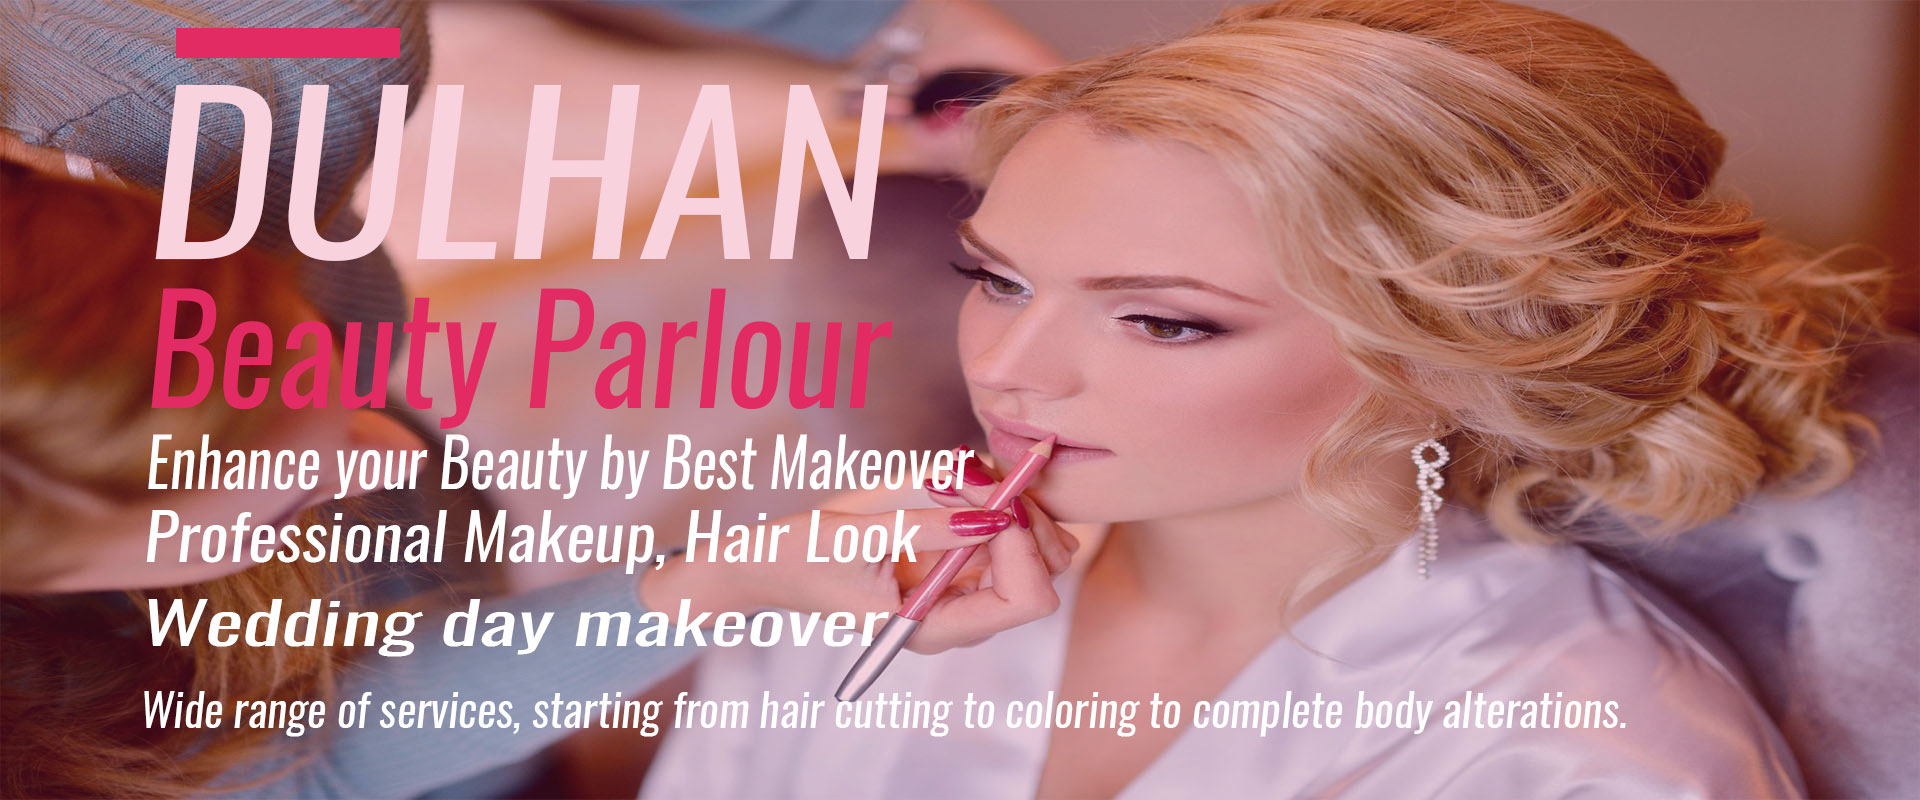 DULHAN
Beauty Parlour
Enhance your Beauty by Best Makeover
Professional Makeup, Hair Look
Wedding day makeover
Wide range of services, starting from hair cutting to coloring to complete body alterations.